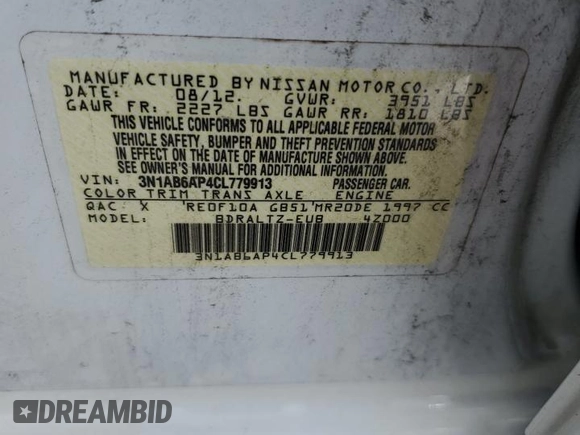 MANUFACTURED BY NISSAN MOTOR CO., LTD.
DATE: 08/12. GVWR: 3951 LBS
GAWR FR: 2227 LBS GAWR RR: 1810 LBS
THIS VEHICLE CONFORMS TO ALL APPLICABLE FEDERAL MOTOR
VEHICLE SAFETY, BUMPER AND THEFT PREVENTION STANDARDS
IN EFFECT ON THE DATE OF MANUFACTURE SHOWN ABOVE.
SEE OWNER'S MANUAL FOR ADDITIONAL INFORMATION.
VIN: 3N1AB6AP4CL779913 PASSENGER CAR.
COLOR TRIM TRANS AXLE ENGINE
QAC X RE0F10A GB51 MR20DE 1997 CC
MODEL: BDRALTZ-EUB 4Z000
3N1AB6AP4CL779913
DREAMBID